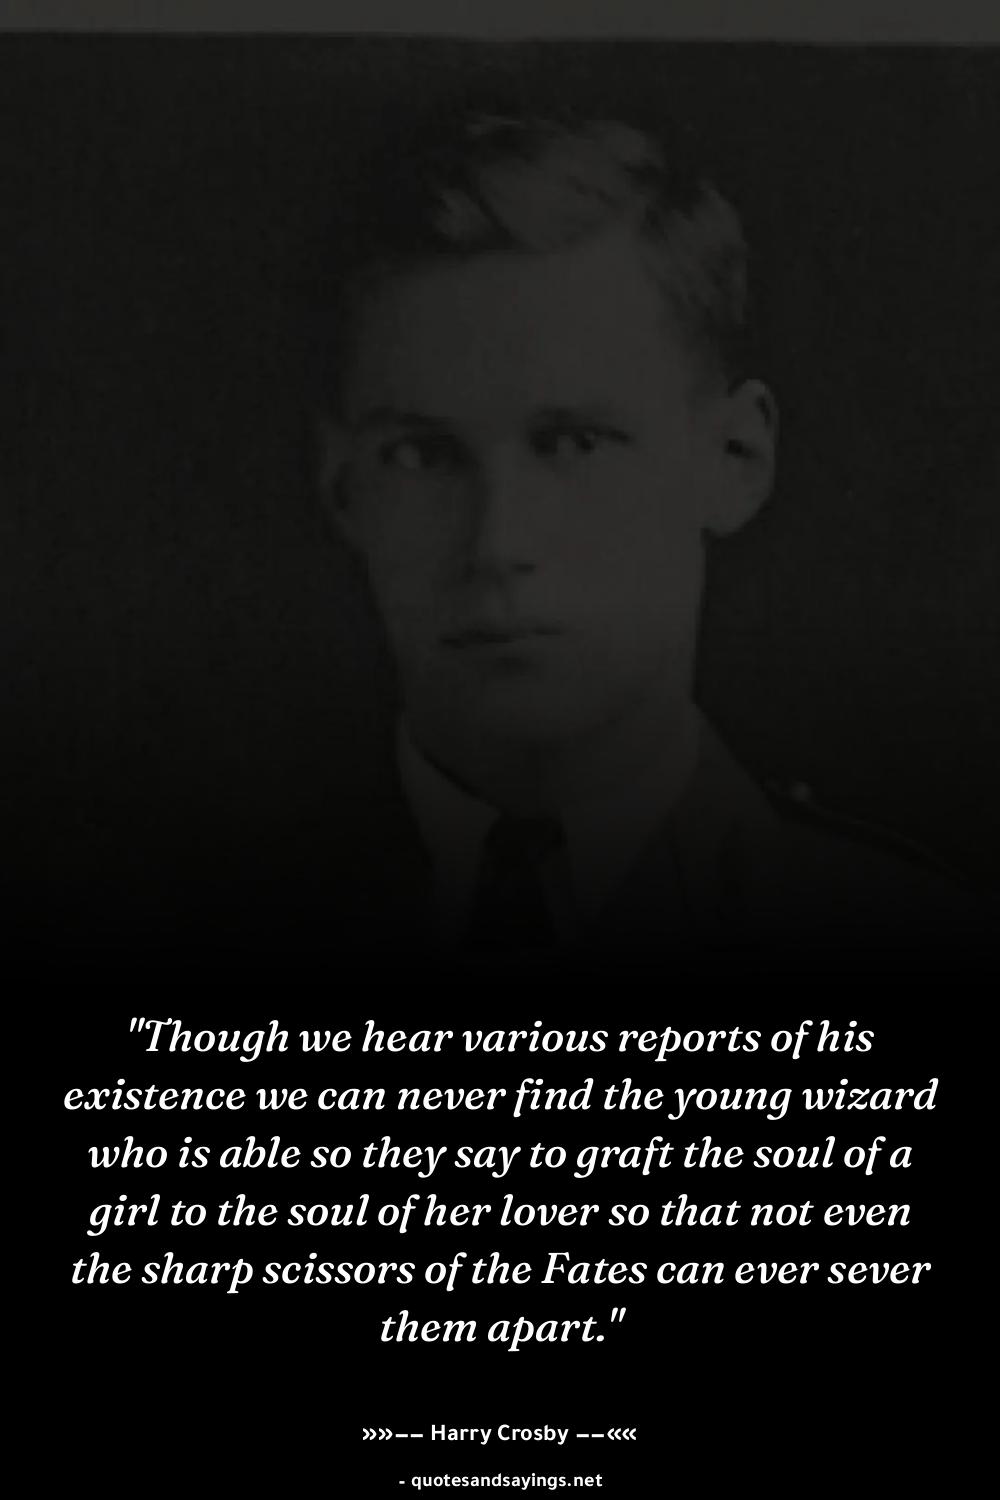 "Though we hear various reports of his
existence we can never find the young wizard
who is able so they say to graft the soul of a
girl to the soul of her lover so that not even
the sharp scissors of the Fates can ever sever
them apart."
»»–– Harry Crosby ––««
- quotesandsayings.net